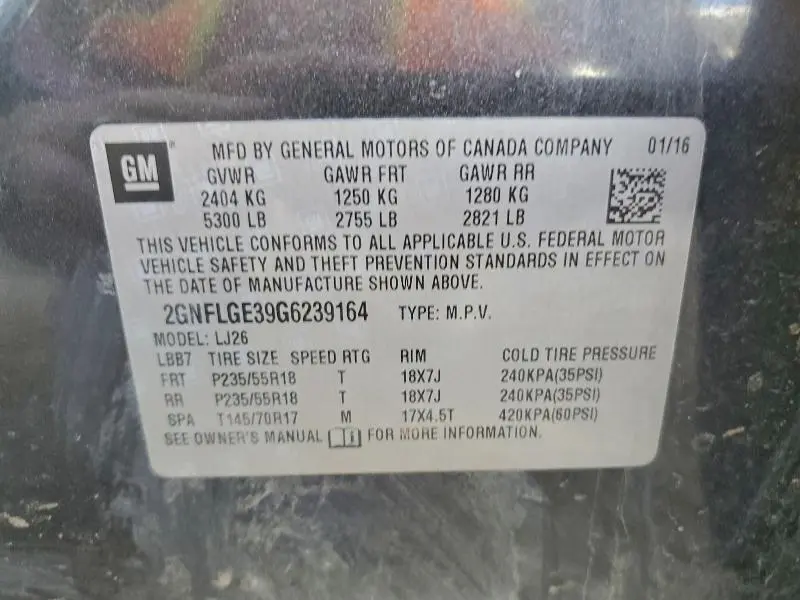 GM
MFD BY GENERAL MOTORS OF CANADA COMPANY 01/16
GVWR GAWR FRT GAWR RR
2404 KG 1250 KG 1280 KG
5300 LB 2755 LB 2821 LB
THIS VEHICLE CONFORMS TO ALL APPLICABLE U.S. FEDERAL MOTOR
VEHICLE SAFETY AND THEFT PREVENTION STANDARDS IN EFFECT ON
THE DATE OF MANUFACTURE SHOWN ABOVE.
2GNFLGE39G6239164 TYPE: M.P.V.
MODEL: LJ26
LBB7 TIRE SIZE SPEED RTG RIM COLD TIRE PRESSURE
FRT P235/55R18 T 18X7J 240KPA(35PSI)
RR P235/55R18 T 18X7J 240KPA(35PSI)
SPA T145/70R17 M 17X4.5T 420KPA(60PSI)
SEE OWNER'S MANUAL FOR MORE INFORMATION.